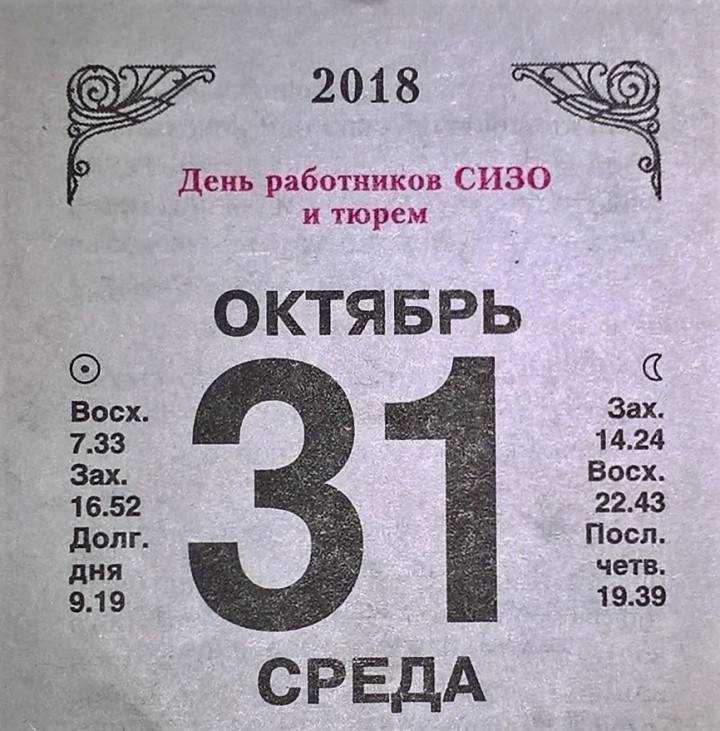 2018
День работников СИЗО
и тюрем
ОКТЯБРЬ
31
Восх.
7.33
Зах.
16.52
Долг.
дня
9.19
Зах.
14.24
Восх.
22.43
Посл.
четв.
19.39
СРЕДА